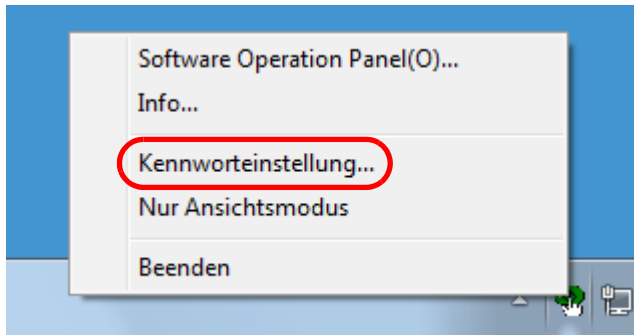 Software Operation Panel(O)...
Info...
Kennworteinstellung...
Nur Ansichtsmodus
Beenden